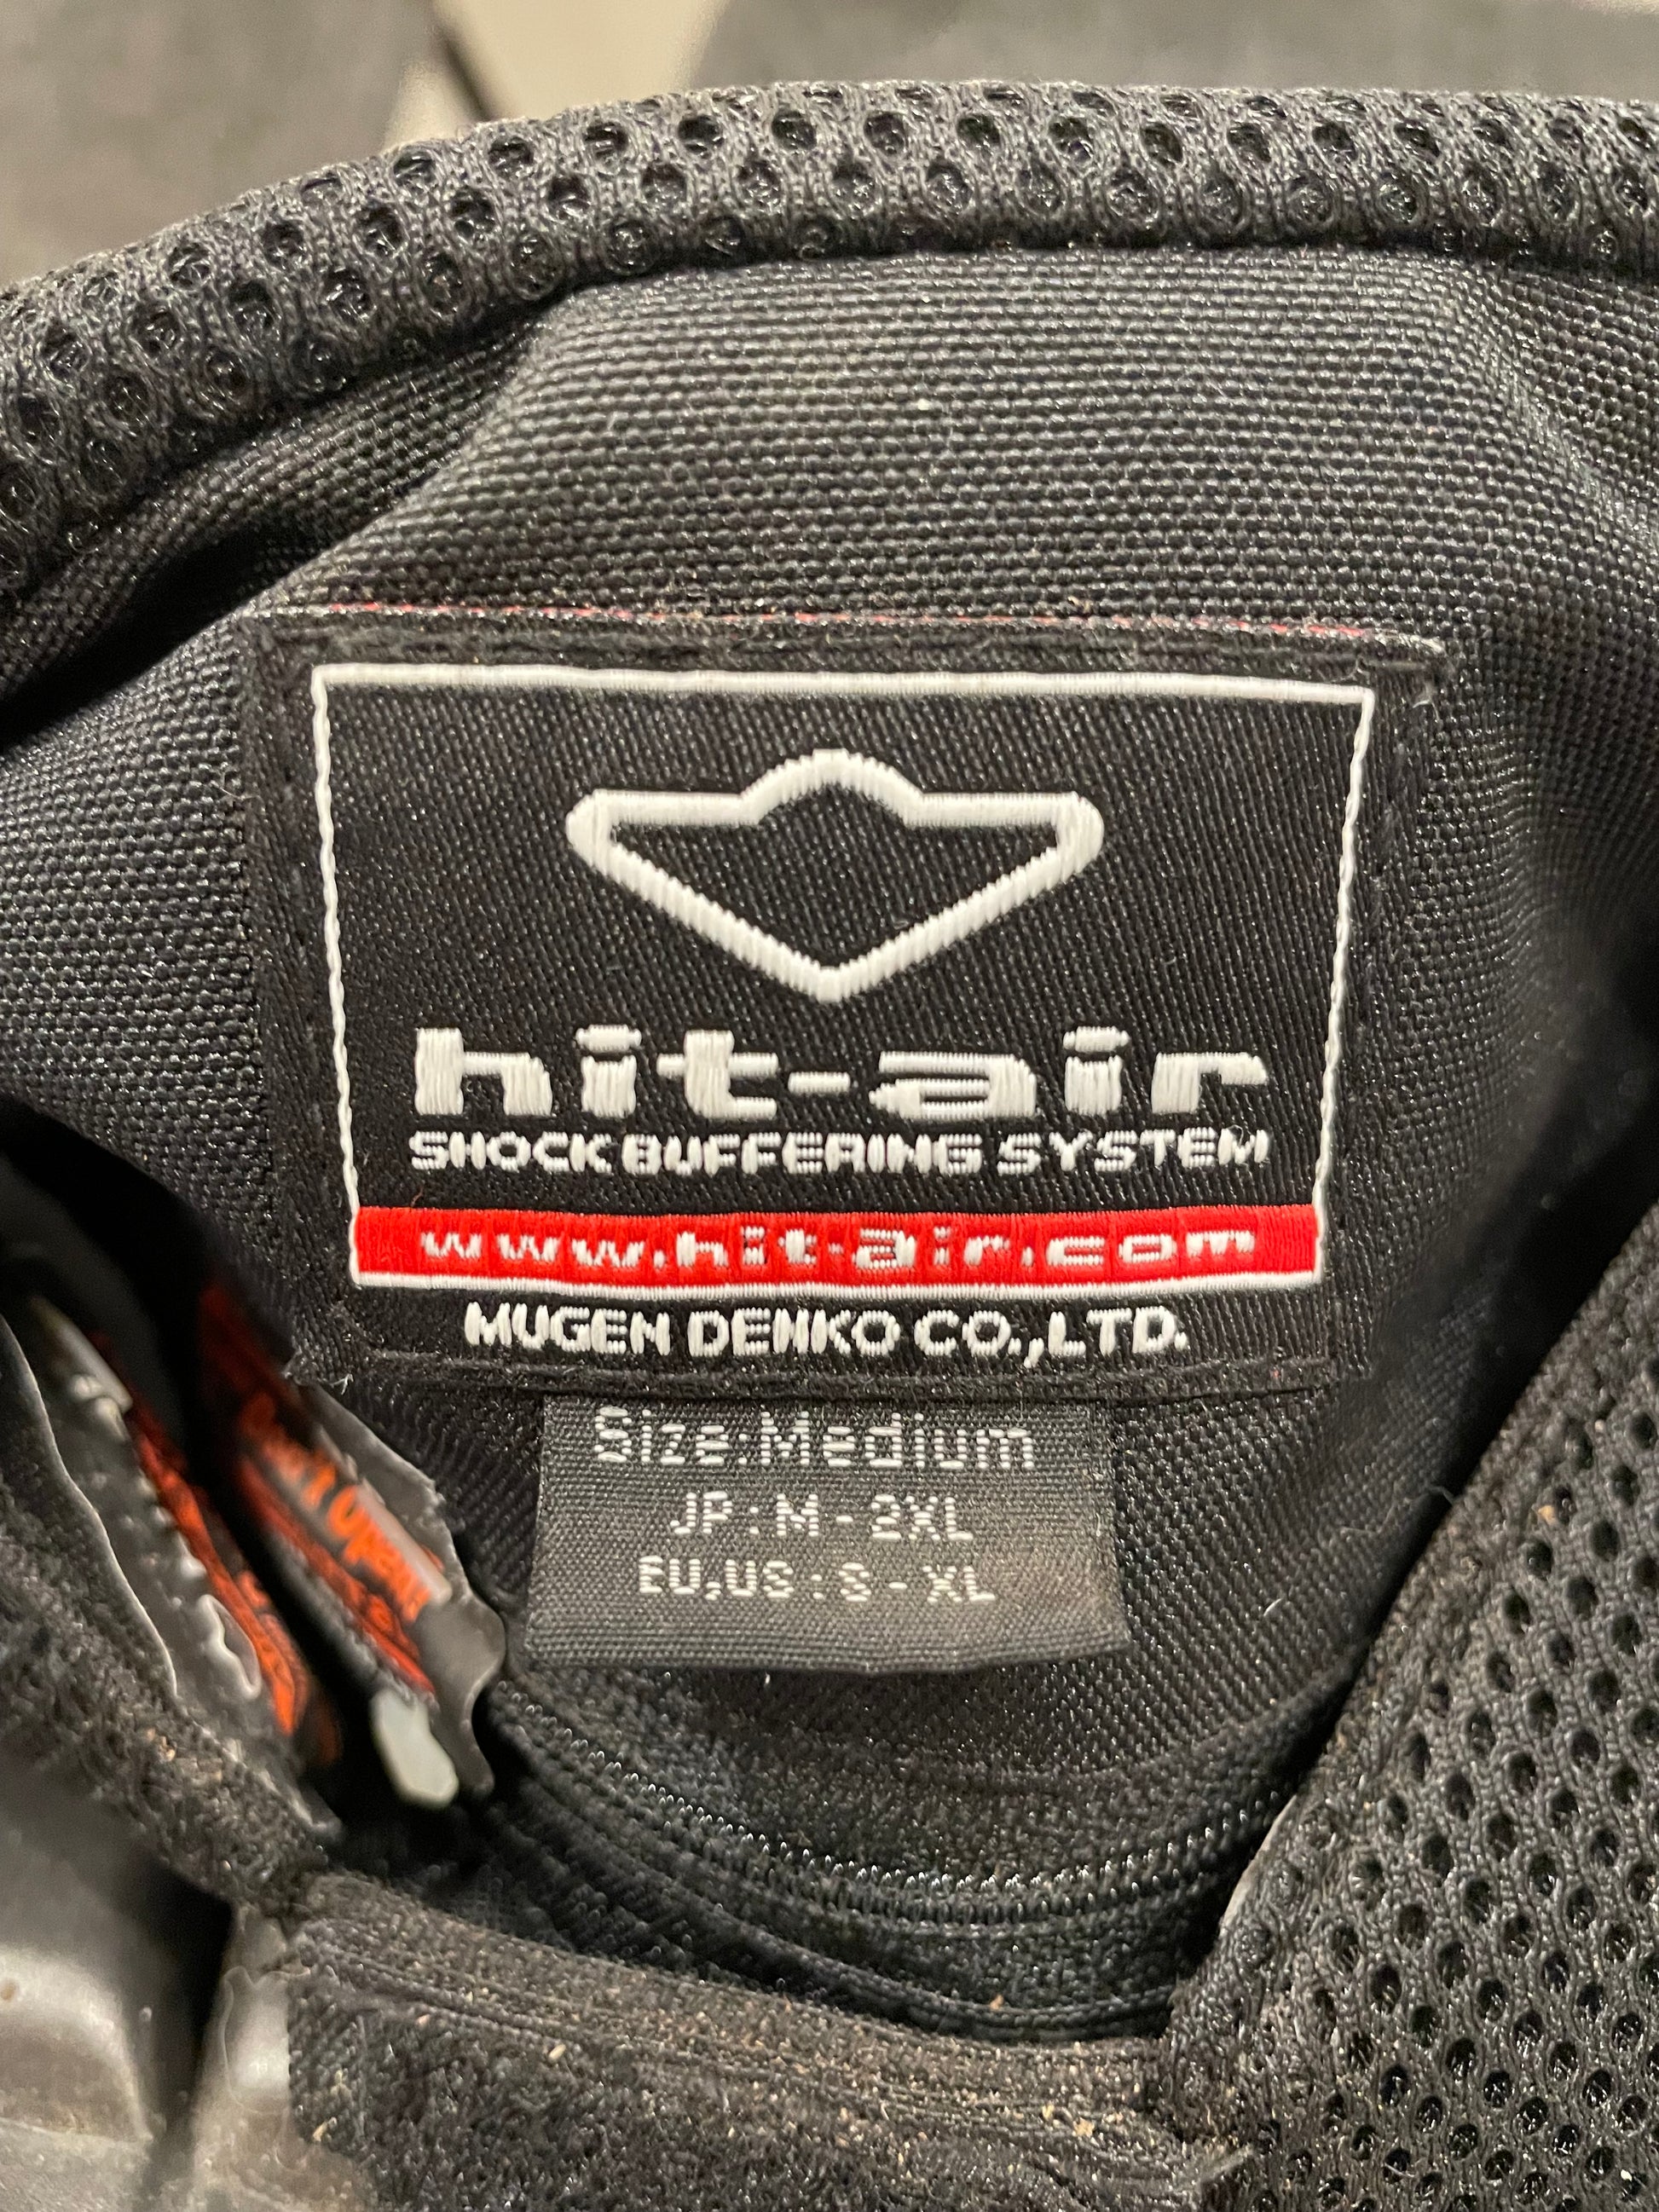 hit-air
SHOCK BUFFERING SYSTEM
www.hit-air.com
MUGEN DENKO CO.,LTD.
Size:Medium
JP:M-2XL
EU,US:S-XL